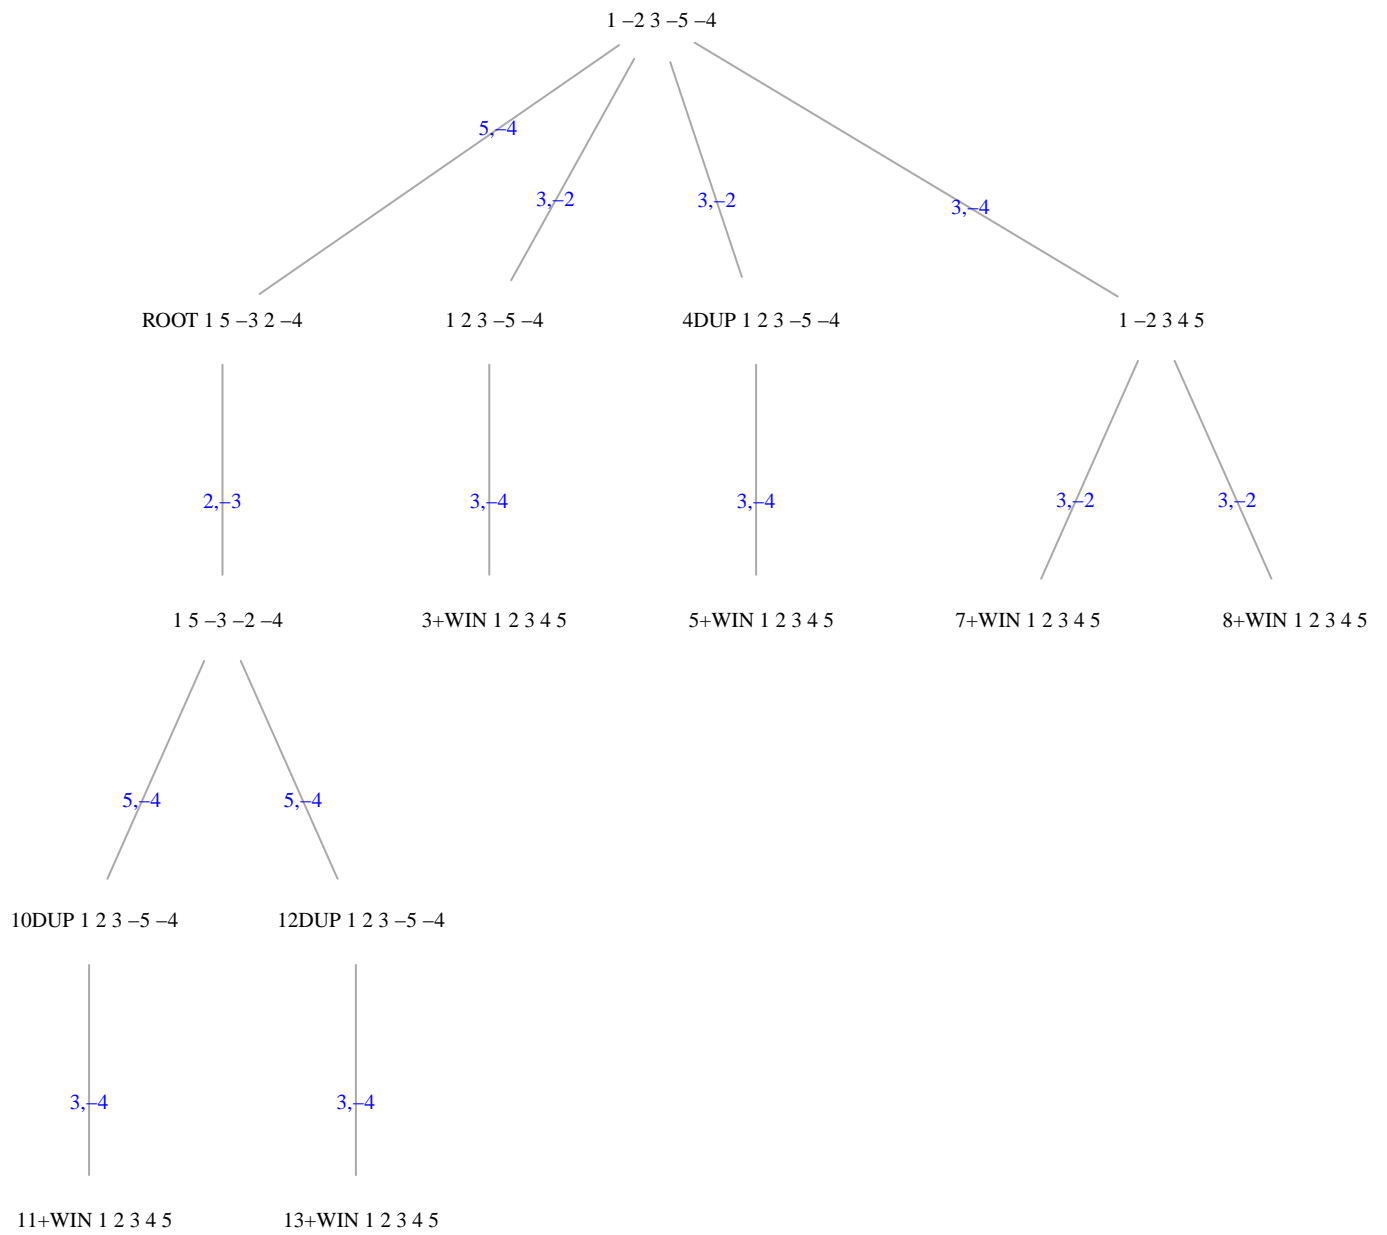 1 –2 3 –5 –4
5,–4
3,–2
3,–2
3,–4
ROOT 1 5 –3 2 –4
1 2 3 –5 –4
4DUP 1 2 3 –5 –4
1 –2 3 4 5
2,–3
3,–4
3,–4
3,–2
3,–2
1 5 –3 –2 –4
3+WIN 1 2 3 4 5
5+WIN 1 2 3 4 5
7+WIN 1 2 3 4 5
8+WIN 1 2 3 4 5
5,–4
5,–4
10DUP 1 2 3 –5 –4
12DUP 1 2 3 –5 –4
3,–4
3,–4
11+WIN 1 2 3 4 5
13+WIN 1 2 3 4 5